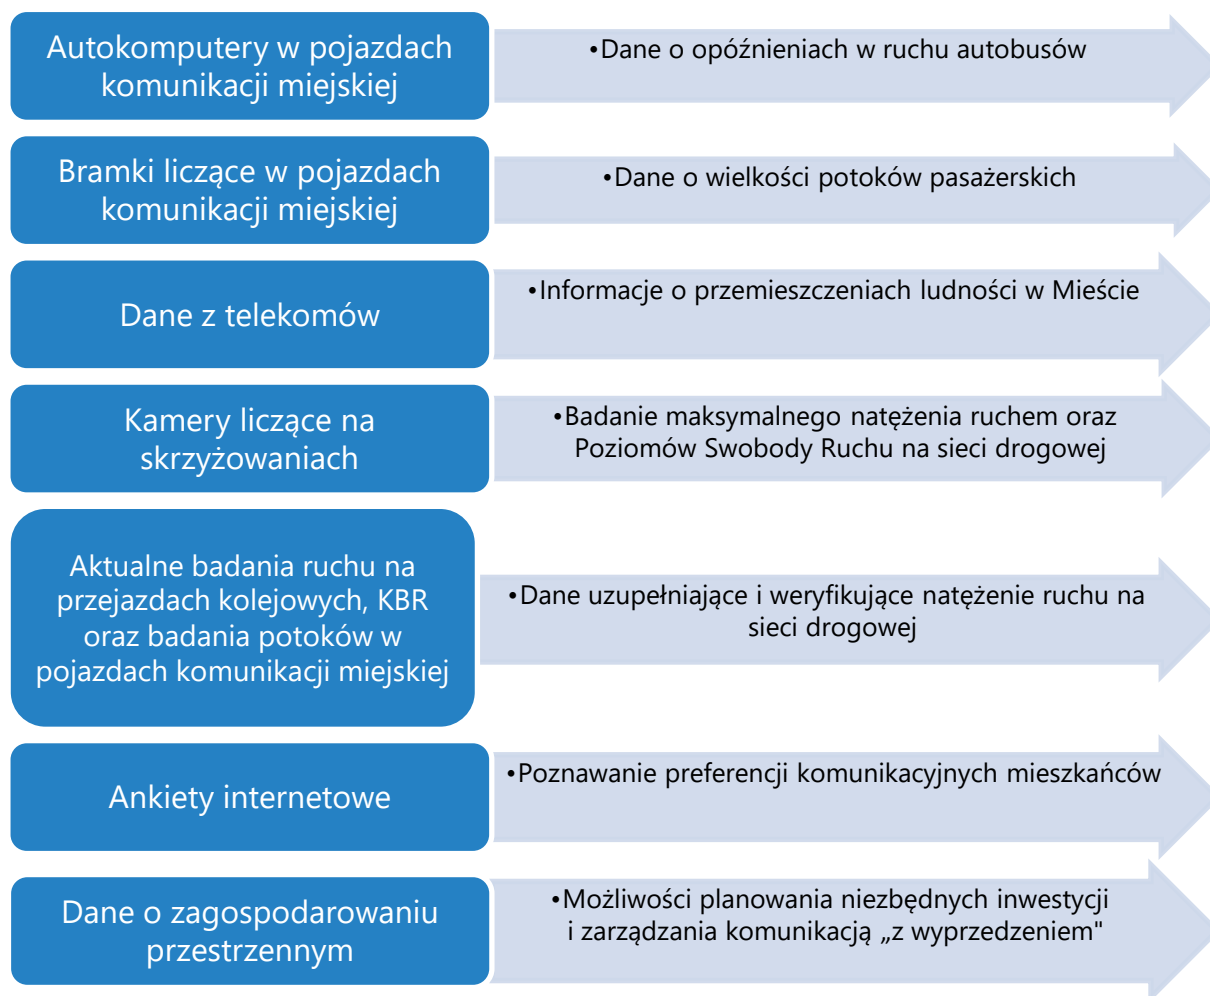 Autokomputery w pojazdach
komunikacji miejskiej
•Dane o opóźnieniach w ruchu autobusów
Bramki liczące w pojazdach
komunikacji miejskiej
•Dane o wielkości potoków pasażerskich
Dane z telekomów
•Informacje o przemieszczeniach ludności w Mieście
Kamery liczące na
skrzyżowaniach
•Badanie maksymalnego natężenia ruchem oraz
Poziomów Swobody Ruchu na sieci drogowej
Aktualne badania ruchu na
przejazdach kolejowych, KBR
oraz badania potoków w
pojazdach komunikacji miejskiej
•Dane uzupełniające i weryfikujące natężenie ruchu na
sieci drogowej
Ankiety internetowe
•Poznawanie preferencji komunikacyjnych mieszkańców
Dane o zagospodarowaniu
przestrzennym
•Możliwości planowania niezbędnych inwestycji
i zarządzania komunikacją „z wyprzedzeniem"